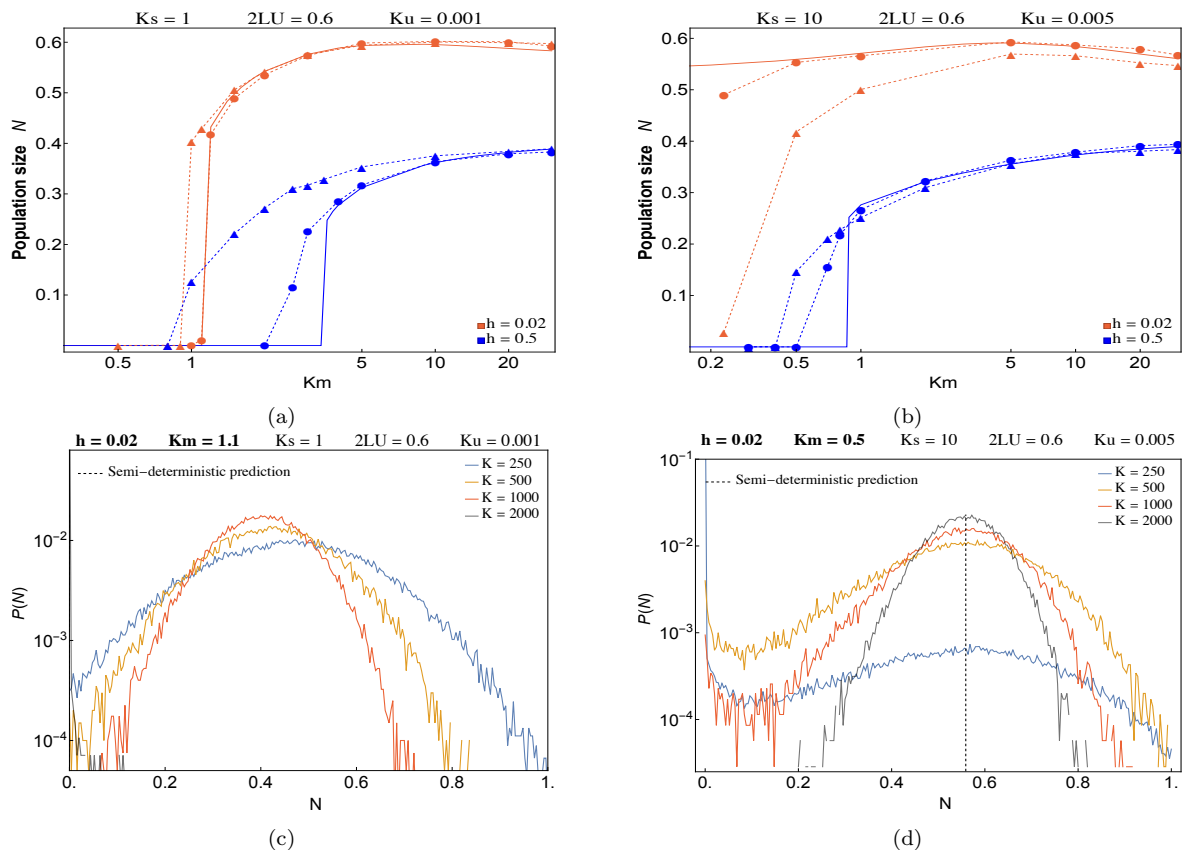 Ks = 1 2LU = 0.6 Ku = 0.001
Population size N
0.6
0.5
0.4
0.3
0.2
0.1
h = 0.02
h = 0.5
0.5 1 5 10 20
Km
(a)
Ks = 10 2LU = 0.6 Ku = 0.005
Population size N
0.6
0.5
0.4
0.3
0.2
0.1
h = 0.02
h = 0.5
0.2 0.5 1 5 10 20
Km
(b)
h = 0.02 Km = 1.1 Ks = 1 2LU = 0.6 Ku = 0.001
Semi−deterministic prediction
K = 250
K = 500
K = 1000
K = 2000
P(N)
10⁻²
10⁻³
10⁻⁴
0. 0.2 0.4 0.6 0.8 1.
N
(c)
h = 0.02 Km = 0.5 Ks = 10 2LU = 0.6 Ku = 0.005
Semi−deterministic prediction
K = 250
K = 500
K = 1000
K = 2000
P(N)
10⁻¹
10⁻²
10⁻³
10⁻⁴
0. 0.2 0.4 0.6 0.8 1.
N
(d)